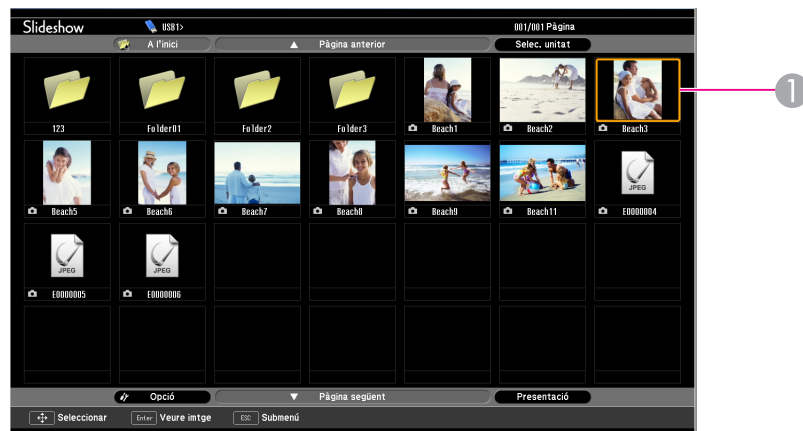 Slideshow USB1> 001/001 Pàgina
A l'inici ▲ Pàgina anterior Selec. unitat
123 Folder01 Folder2 Folder3 Beach1 Beach2 Beach3
1
Beach5 Beach6 Beach7 Beach8 Beach9 Beach11 E0000004
JPEG
JPEG JPEG
E0000005 E0000006
Opció ▼ Pàgina següent Presentació
Seleccionar Enter Veure imtge ESC Submenú